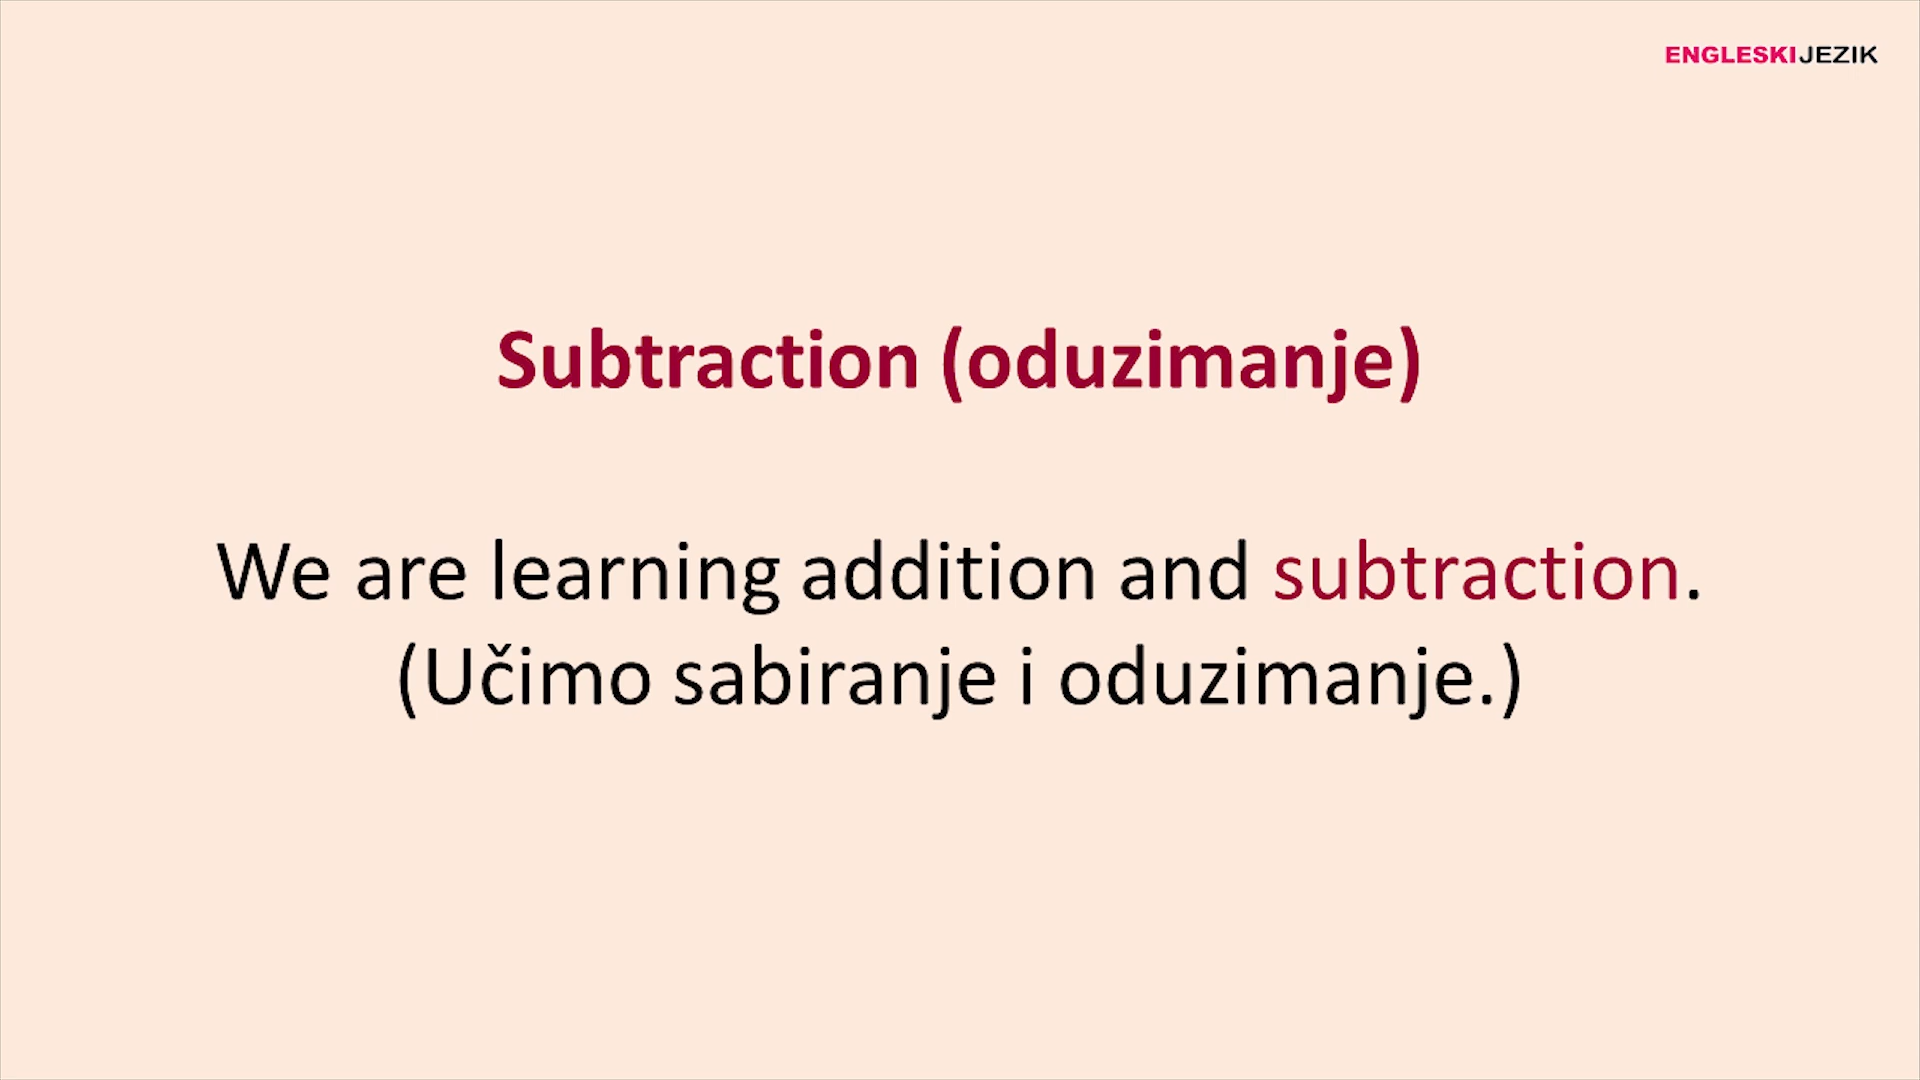 ENGLESKIJEZIK
Subtraction (oduzimanje)
We are learning addition and subtraction.
(Učimo sabiranje i oduzimanje.)